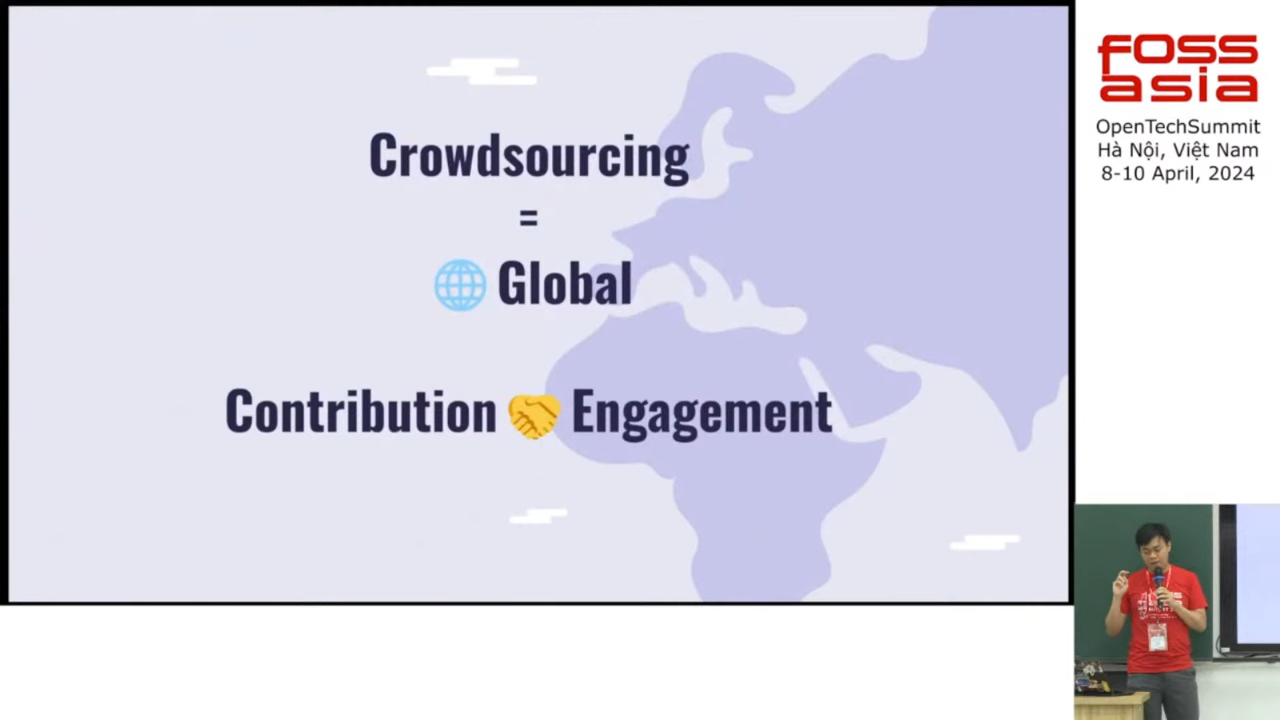 Crowdsourcing
=
🌐 Global
Contribution 🤝 Engagement
FOSS
asia
OpenTechSummit
Hà Nội, Việt Nam
8-10 April, 2024